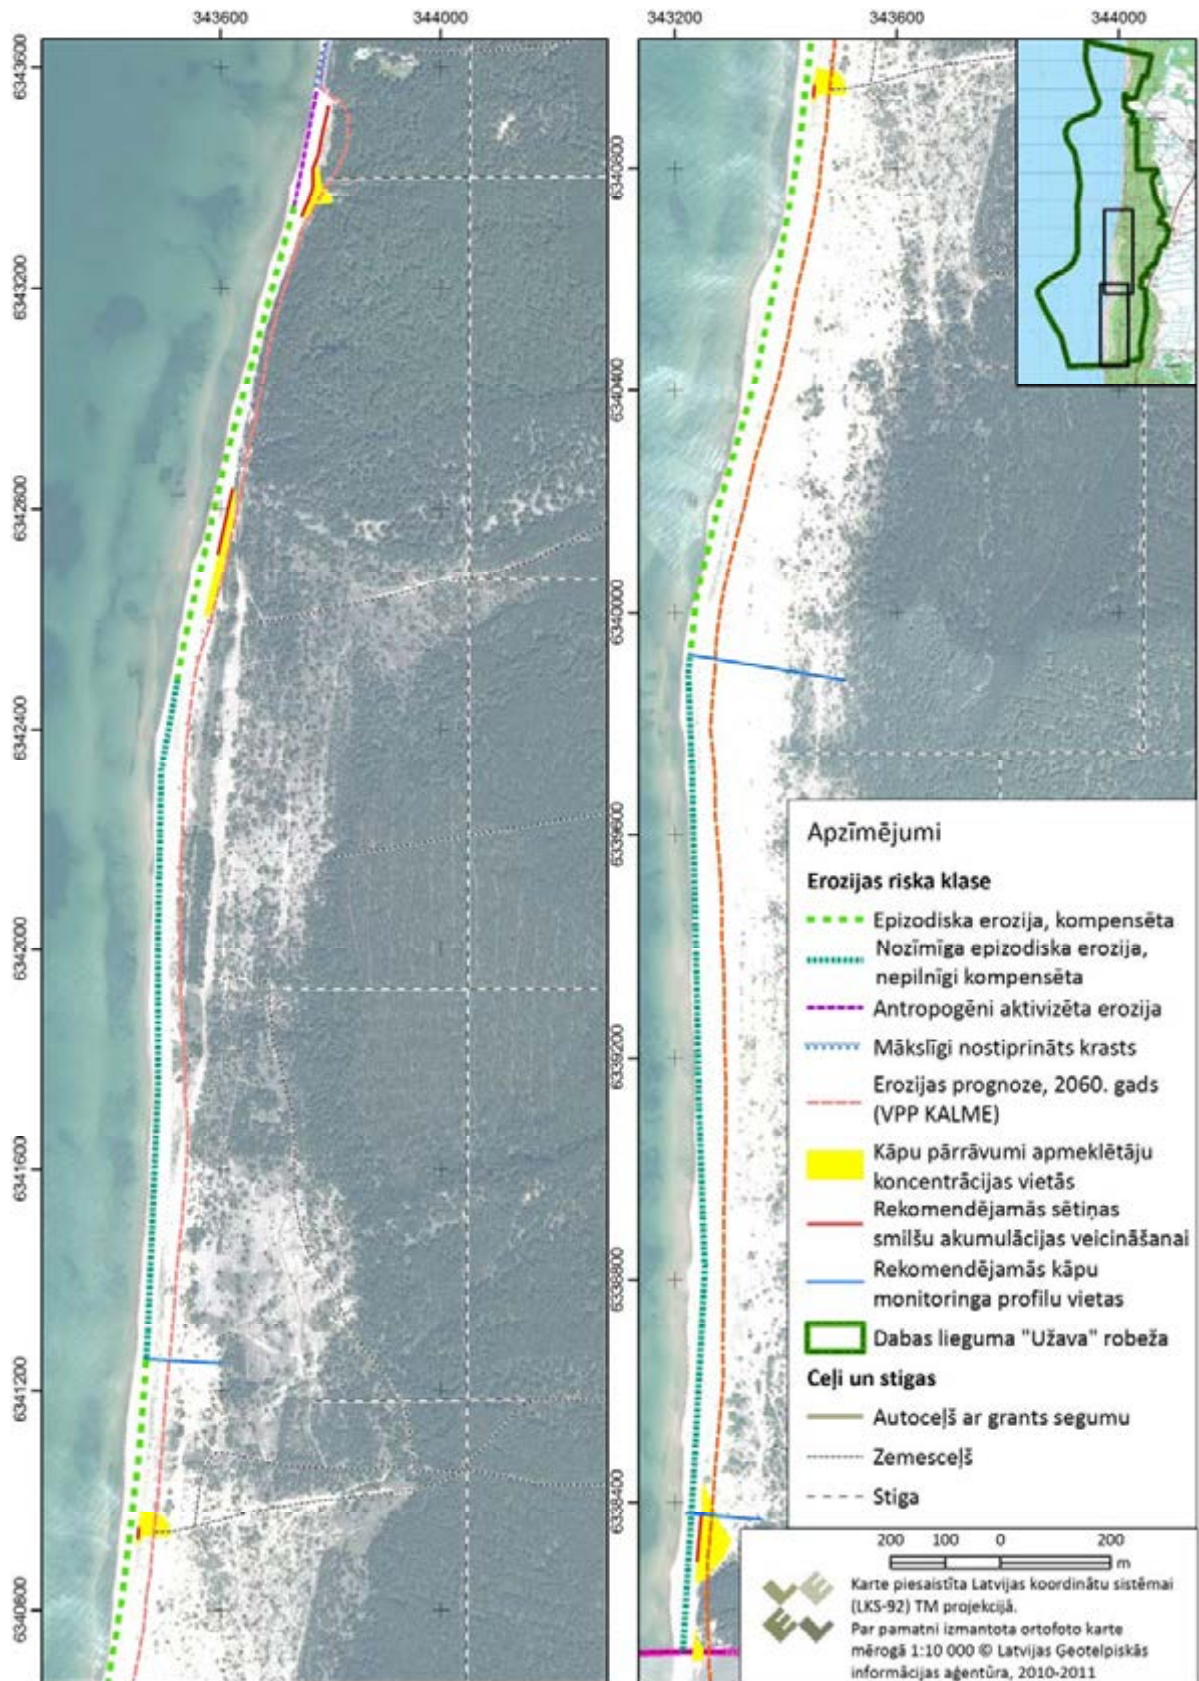 343600
344000
343200
343600
344000
6343600
6343200
6342800
6342400
6342000
6341600
6341200
6340800
6340800
6340400
6340000
6339600
6339200
6338800
6338400
Apzīmējumi
Erozijas riska klase
Epizodiska erozija, kompensēta
Nozīmīga epizodiska erozija,
nepilnīgi kompensēta
Antropogēni aktivizēta erozija
Mākslīgi nostiprināts krasts
Erozijas prognoze, 2060. gads
(VPP KALME)
Kāpu pārrāvumi apmeklētāju
koncentrācijas vietās
Rekomendējamās sētiņas
smilšu akumulācijas veicināšanai
Rekomendējamās kāpu
monitoringa profilu vietas
Dabas lieguma "Užava" robeža
Ceļi un stigas
Autoceļš ar grants segumu
Zemesceļš
Stiga
200 100 0 200
m
Karte piesaistīta Latvijas koordinātu sistēmai
(LKS-92) TM projekcijā.
Par pamatni izmantota ortofoto karte
mērogā 1:10 000 © Latvijas Ģeotelpiskās
informācijas aģentūra, 2010-2011